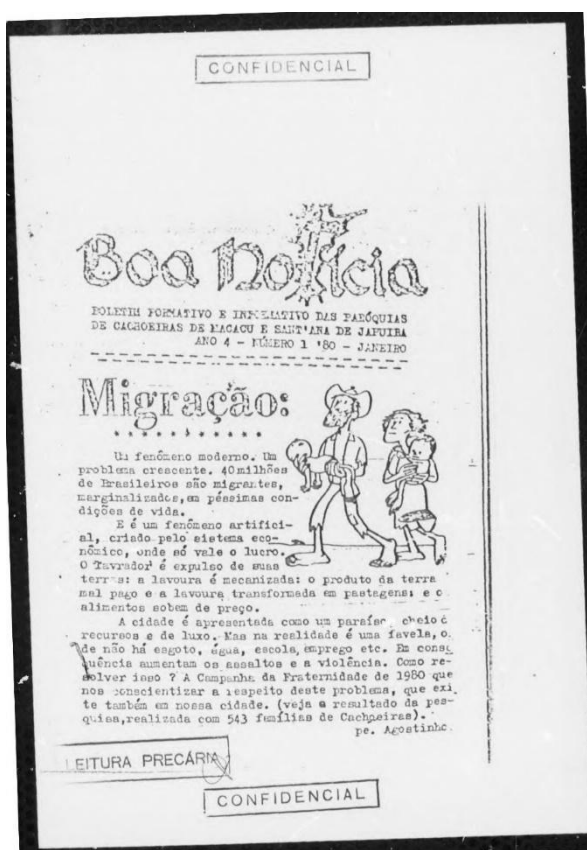 CONFIDENCIAL
Boa Notícia
BOLETIM FORMATIVO E INFORMATIVO DAS PARÓQUIAS
DE CACHOEIRAS DE MACACU E SANT'ANA DE JAPUIBA
ANO 4 - NÚMERO 1 '80 - JANEIRO
Migração:
Um fenômeno moderno. Um
problema crescente. 40 milhões
de Brasileiros são migrantes,
marginalizados, em péssimas con-
dições de vida.
E é um fenômeno artifici-
al, criado pelo sistema eco-
nômico, onde só vale o lucro.
O lavrador é expulso de suas
terras: a lavoura é mecanizada: o produto da terra
mal pago e a lavoura transformada em pastagens: e o
alimentos sobem de preço.
A cidade é apresentada como um paraíso, cheio
recursos e de luxo. Mas na realidade é uma favela, o
de não há esgoto, água, escola, emprego etc. Em cons
quência aumentam os assaltos e a violência. Como re-
solver isso ? A Campanha da Fraternidade de 1980 que
nos conscientizar a respeito deste problema, que exi
te também em nossa cidade. (veja o resultado da pes-
quisa, realizada com 543 famílias de Cachoeiras).
pe. Agostinho.
LEITURA PRECÁRIA
CONFIDENCIAL